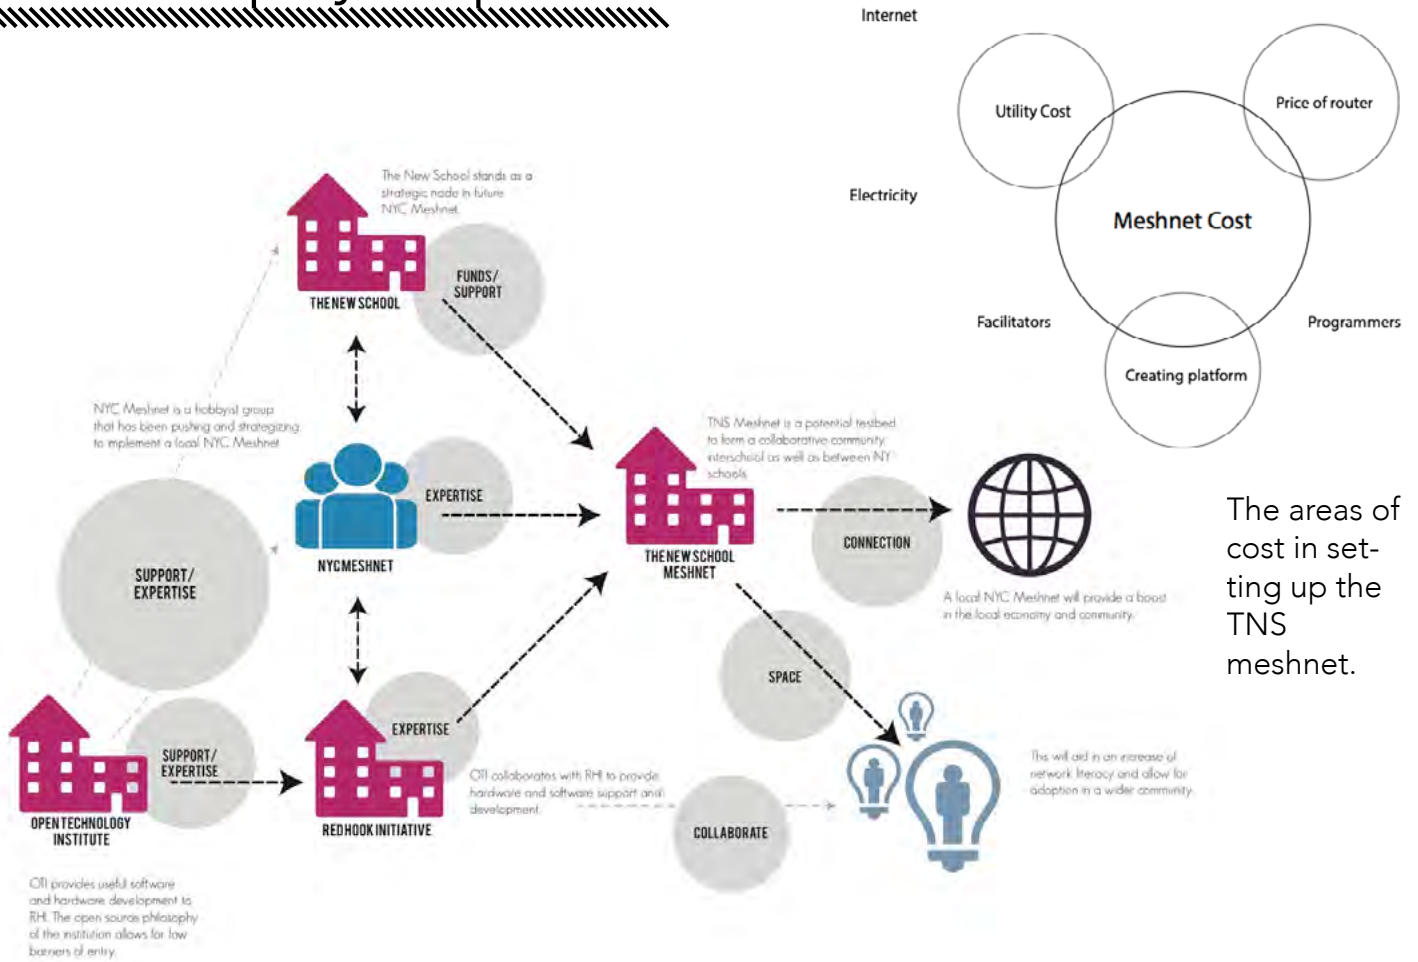 Internet
Utility Cost
Price of router
Electricity
Meshnet Cost
Facilitators
Programmers
Creating platform
The New School stands as a
strategic node in future
NYC Meshnet.
FUNDS/
SUPPORT
THE NEW SCHOOL
NYC Meshnet is a hobbyist group
that has been pushing and strategizing
to implement a local NYC Meshnet
TNS Meshnet is a potential testbed
to form a collaborative community
interschool as well as between NY
schools.
EXPERTISE
NYCMESHNET
THE NEW SCHOOL
MESHNET
CONNECTION
A local NYC Meshnet will provide a boost
in the local economy and community.
The areas of
cost in set-
ting up the
TNS
meshnet.
SUPPORT/
EXPERTISE
SPACE
EXPERTISE
SUPPORT/
EXPERTISE
OPEN TECHNOLOGY
INSTITUTE
RED HOOK INITIATIVE
OTI collaborates with RHI to provide
hardware and software support and
development.
COLLABORATE
This will aid in an increase of
network literacy and allow for
adoption in a wider community.
OTI provides useful software
and hardware development to
RHI. The open source philosophy
of the institution allows for low
barriers of entry.